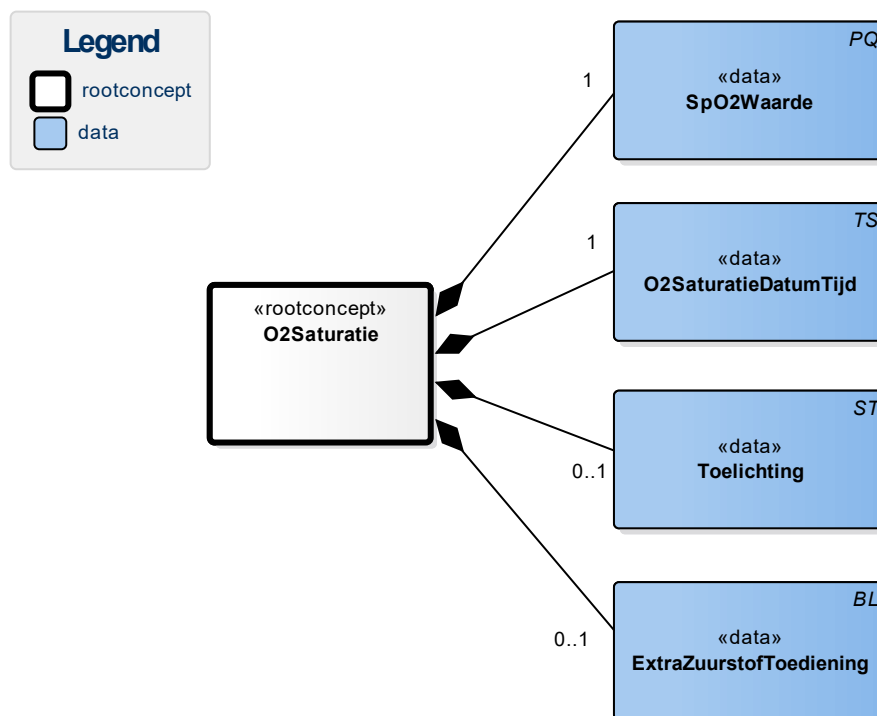 Legend
rootconcept
data
PQ
«data»
SpO2Waarde
1
TS
«data»
O2SaturatieDatumTijd
1
«rootconcept»
O2Saturatie
ST
«data»
Toelichting
0..1
BL
«data»
ExtraZuurstofToediening
0..1